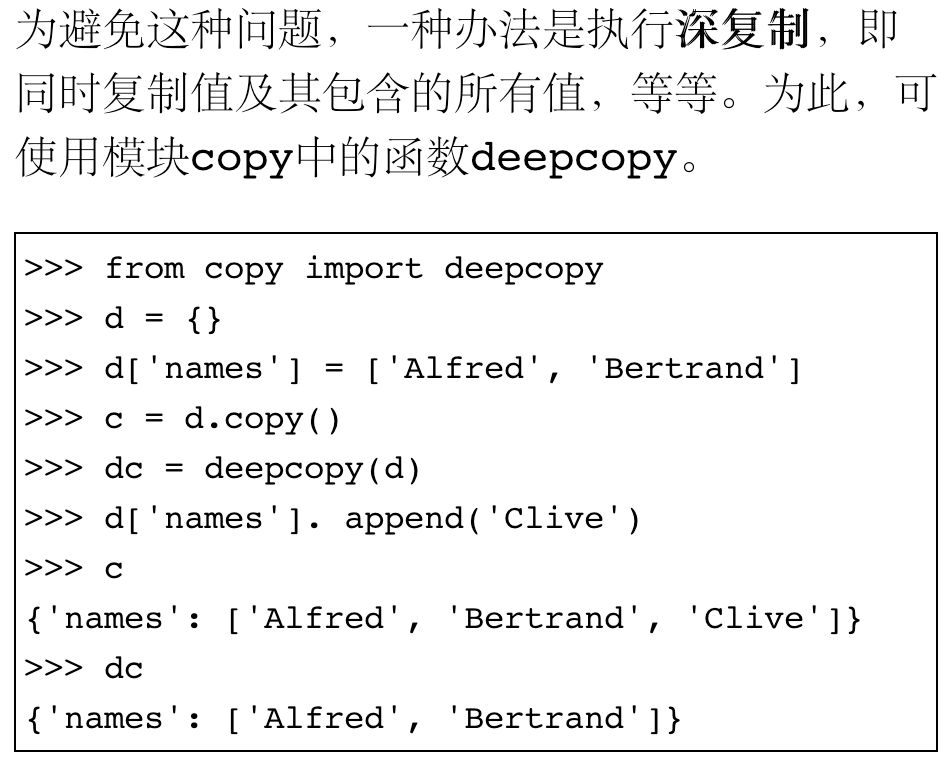 为避免这种问题，一种办法是执行深复制，即
同时复制值及其包含的所有值，等等。为此，可
使用模块copy中的函数deepcopy。
>>> from copy import deepcopy
>>> d = {}
>>> d['names'] = ['Alfred', 'Bertrand']
>>> c = d.copy()
>>> dc = deepcopy(d)
>>> d['names']. append('Clive')
>>> c
{'names': ['Alfred', 'Bertrand', 'Clive']}
>>> dc
{'names': ['Alfred', 'Bertrand']}